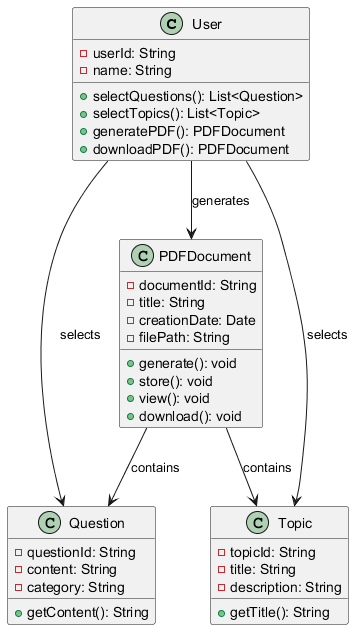 C User
userId: String
name: String
selectQuestions(): List<Question>
selectTopics(): List<Topic>
generatePDF(): PDFDocument
downloadPDF(): PDFDocument
generates
C PDFDocument
documentId: String
title: String
creationDate: Date
filePath: String
generate(): void
store(): void
view(): void
download(): void
selects
selects
contains
contains
C Question
questionId: String
content: String
category: String
getContent(): String
C Topic
topicId: String
title: String
description: String
getTitle(): String